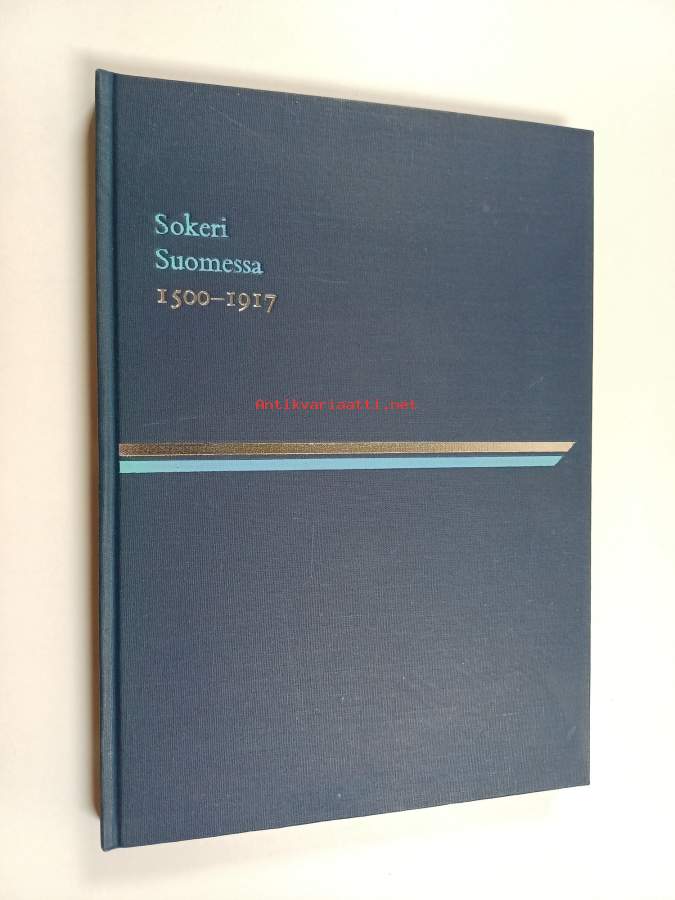 Sokeri
Suomessa
1500–1917
Antikvariaatti.net